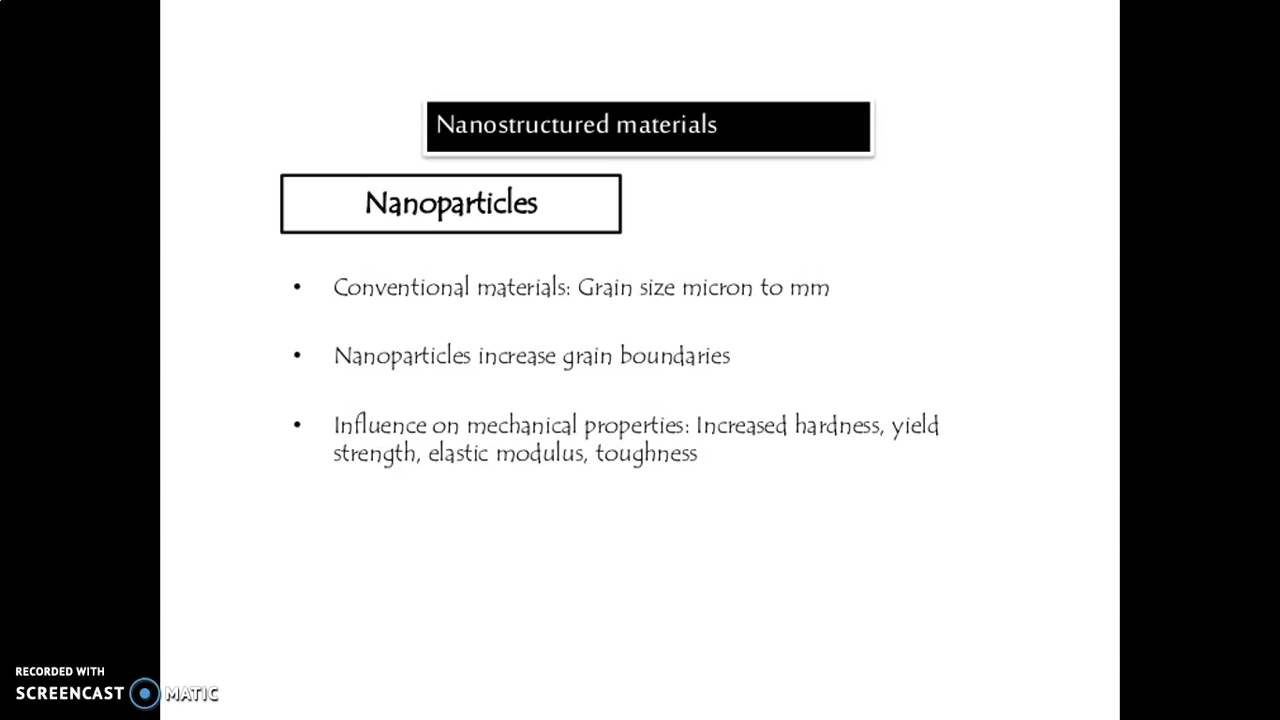 Nanostructured materials
Nanoparticles
• Conventional materials: Grain size micron to mm
• Nanoparticles increase grain boundaries
• Influence on mechanical properties: Increased hardness, yield
strength, elastic modulus, toughness
RECORDED WITH
SCREENCAST MATIC